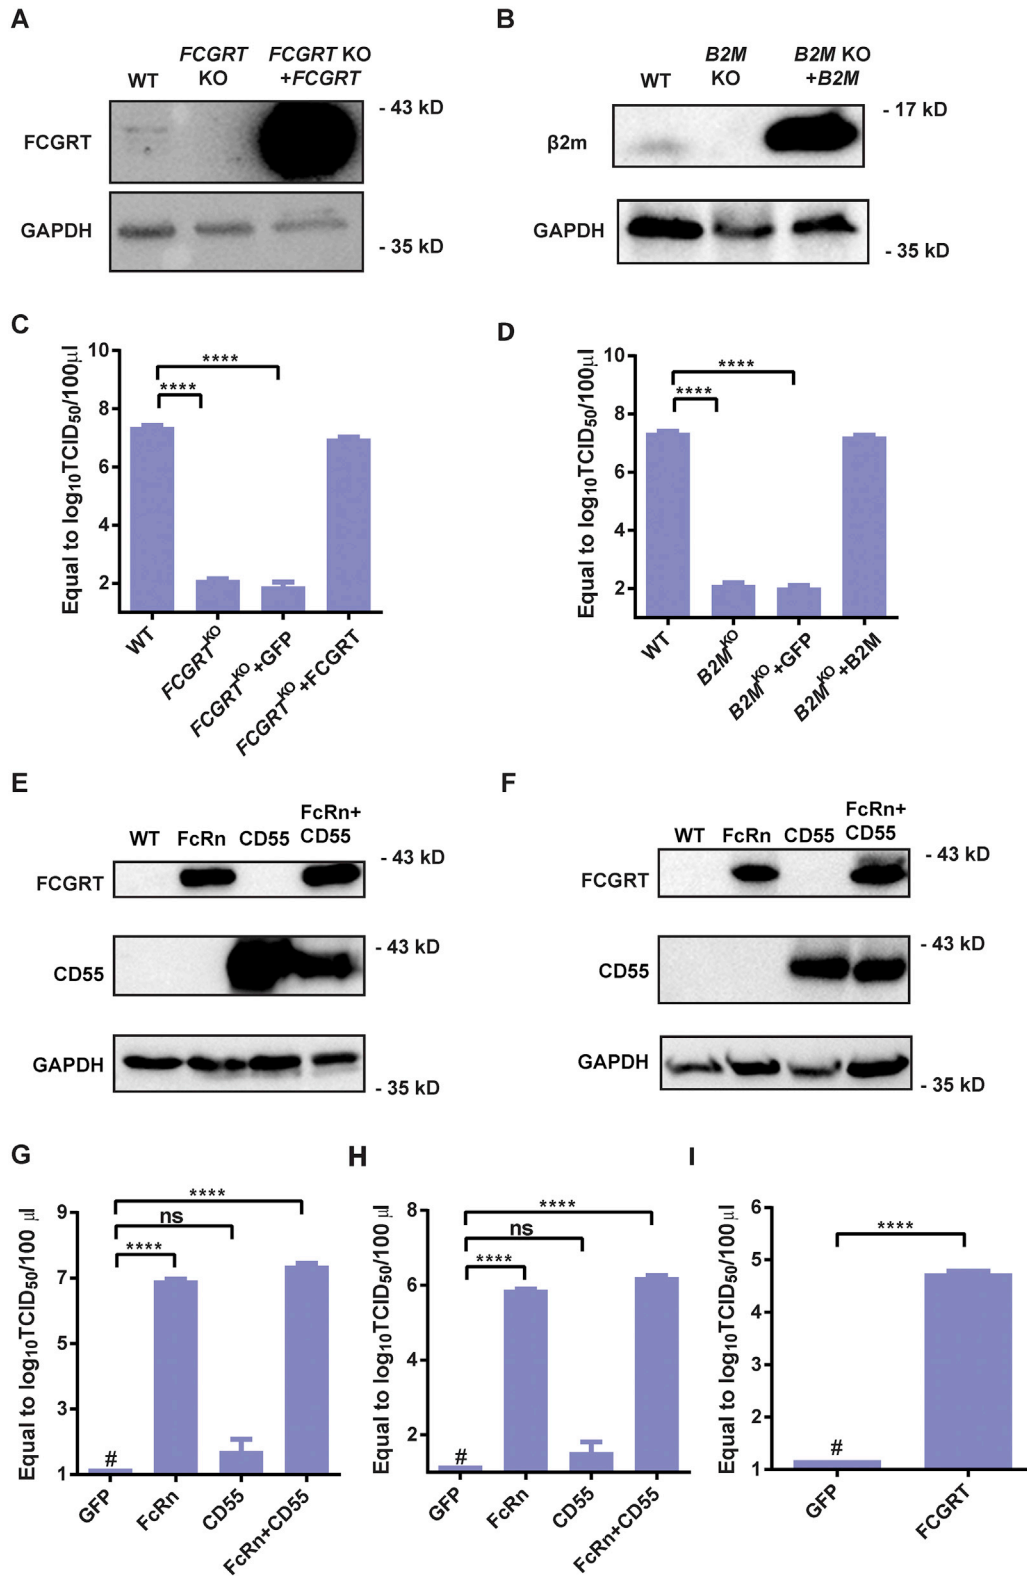 A
WT
FCGRT
KO
FCGRT KO
+FCGRT
FCGRT
- 43 kD
GAPDH
- 35 kD
B
WT
B2M
KO
B2M KO
+B2M
β2m
- 17 kD
GAPDH
- 35 kD
C
Equal to log10TCID50/100μl
10
8
6
4
2
****
****
WT
FCGRTKO
FCGRTKO+GFP
FCGRTKO+FCGRT
D
Equal to log10TCID50/100μl
10
8
6
4
2
****
****
WT
B2MKO
B2MKO+GFP
B2MKO+B2M
E
WT FcRn CD55 FcRn+
CD55
FCGRT
- 43 kD
CD55
- 43 kD
GAPDH
- 35 kD
F
WT FcRn CD55 FcRn+
CD55
FCGRT
- 43 kD
CD55
- 43 kD
GAPDH
- 35 kD
G
Equal to log10TCID50/100 μl
9
7
5
3
1
****
ns
****
#
GFP
FcRn
CD55
FcRn+CD55
H
Equal to log10TCID50/100 μl
8
6
4
2
****
ns
****
#
GFP
FcRn
CD55
FcRn+CD55
I
Equal to log10TCID50/100μl
6
5
4
3
2
1
****
#
GFP
FCGRT